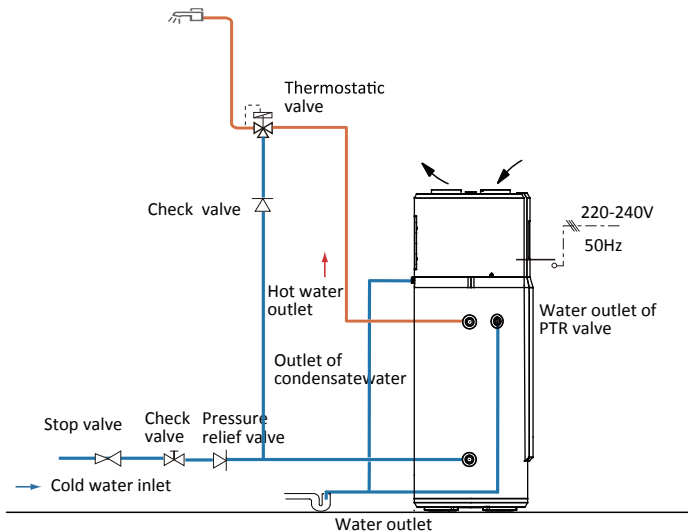 Thermostatic
valve
Check valve
220-240V
50Hz
Hot water
outlet
Water outlet of
PTR valve
Outlet of
condensatewater
Stop valve
Check
valve
Pressure
relief valve
Cold water inlet
Water outlet